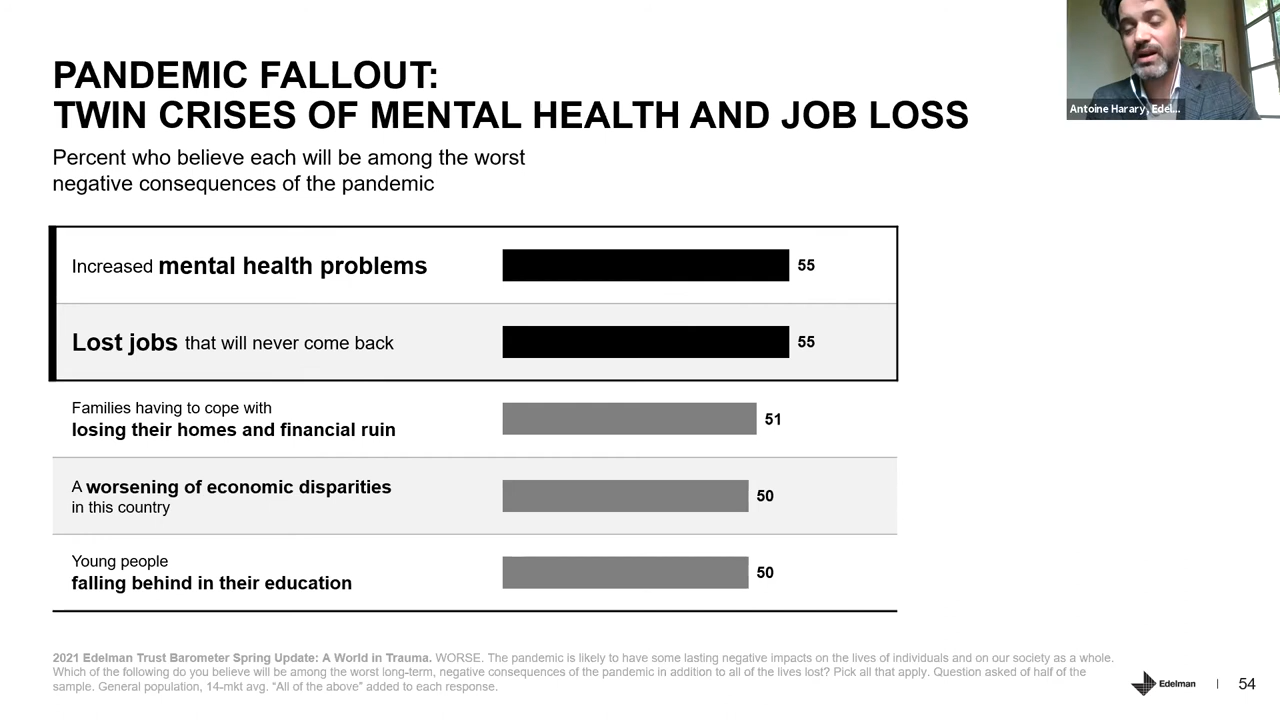 PANDEMIC FALLOUT:
TWIN CRISES OF MENTAL HEALTH AND JOB LOSS
Percent who believe each will be among the worst
negative consequences of the pandemic
Antoine Harary, Edel...
Increased mental health problems 55
Lost jobs that will never come back 55
Families having to cope with
losing their homes and financial ruin 51
A worsening of economic disparities
in this country 50
Young people
falling behind in their education 50
2021 Edelman Trust Barometer Spring Update: A World in Trauma. WORSE. The pandemic is likely to have some lasting negative impacts on the lives of individuals and on our society as a whole.
Which of the following do you believe will be among the worst long-term, negative consequences of the pandemic in addition to all of the lives lost? Pick all that apply. Question asked of half of the
sample. General population, 14-mkt avg. “All of the above” added to each response.
Edelman | 54